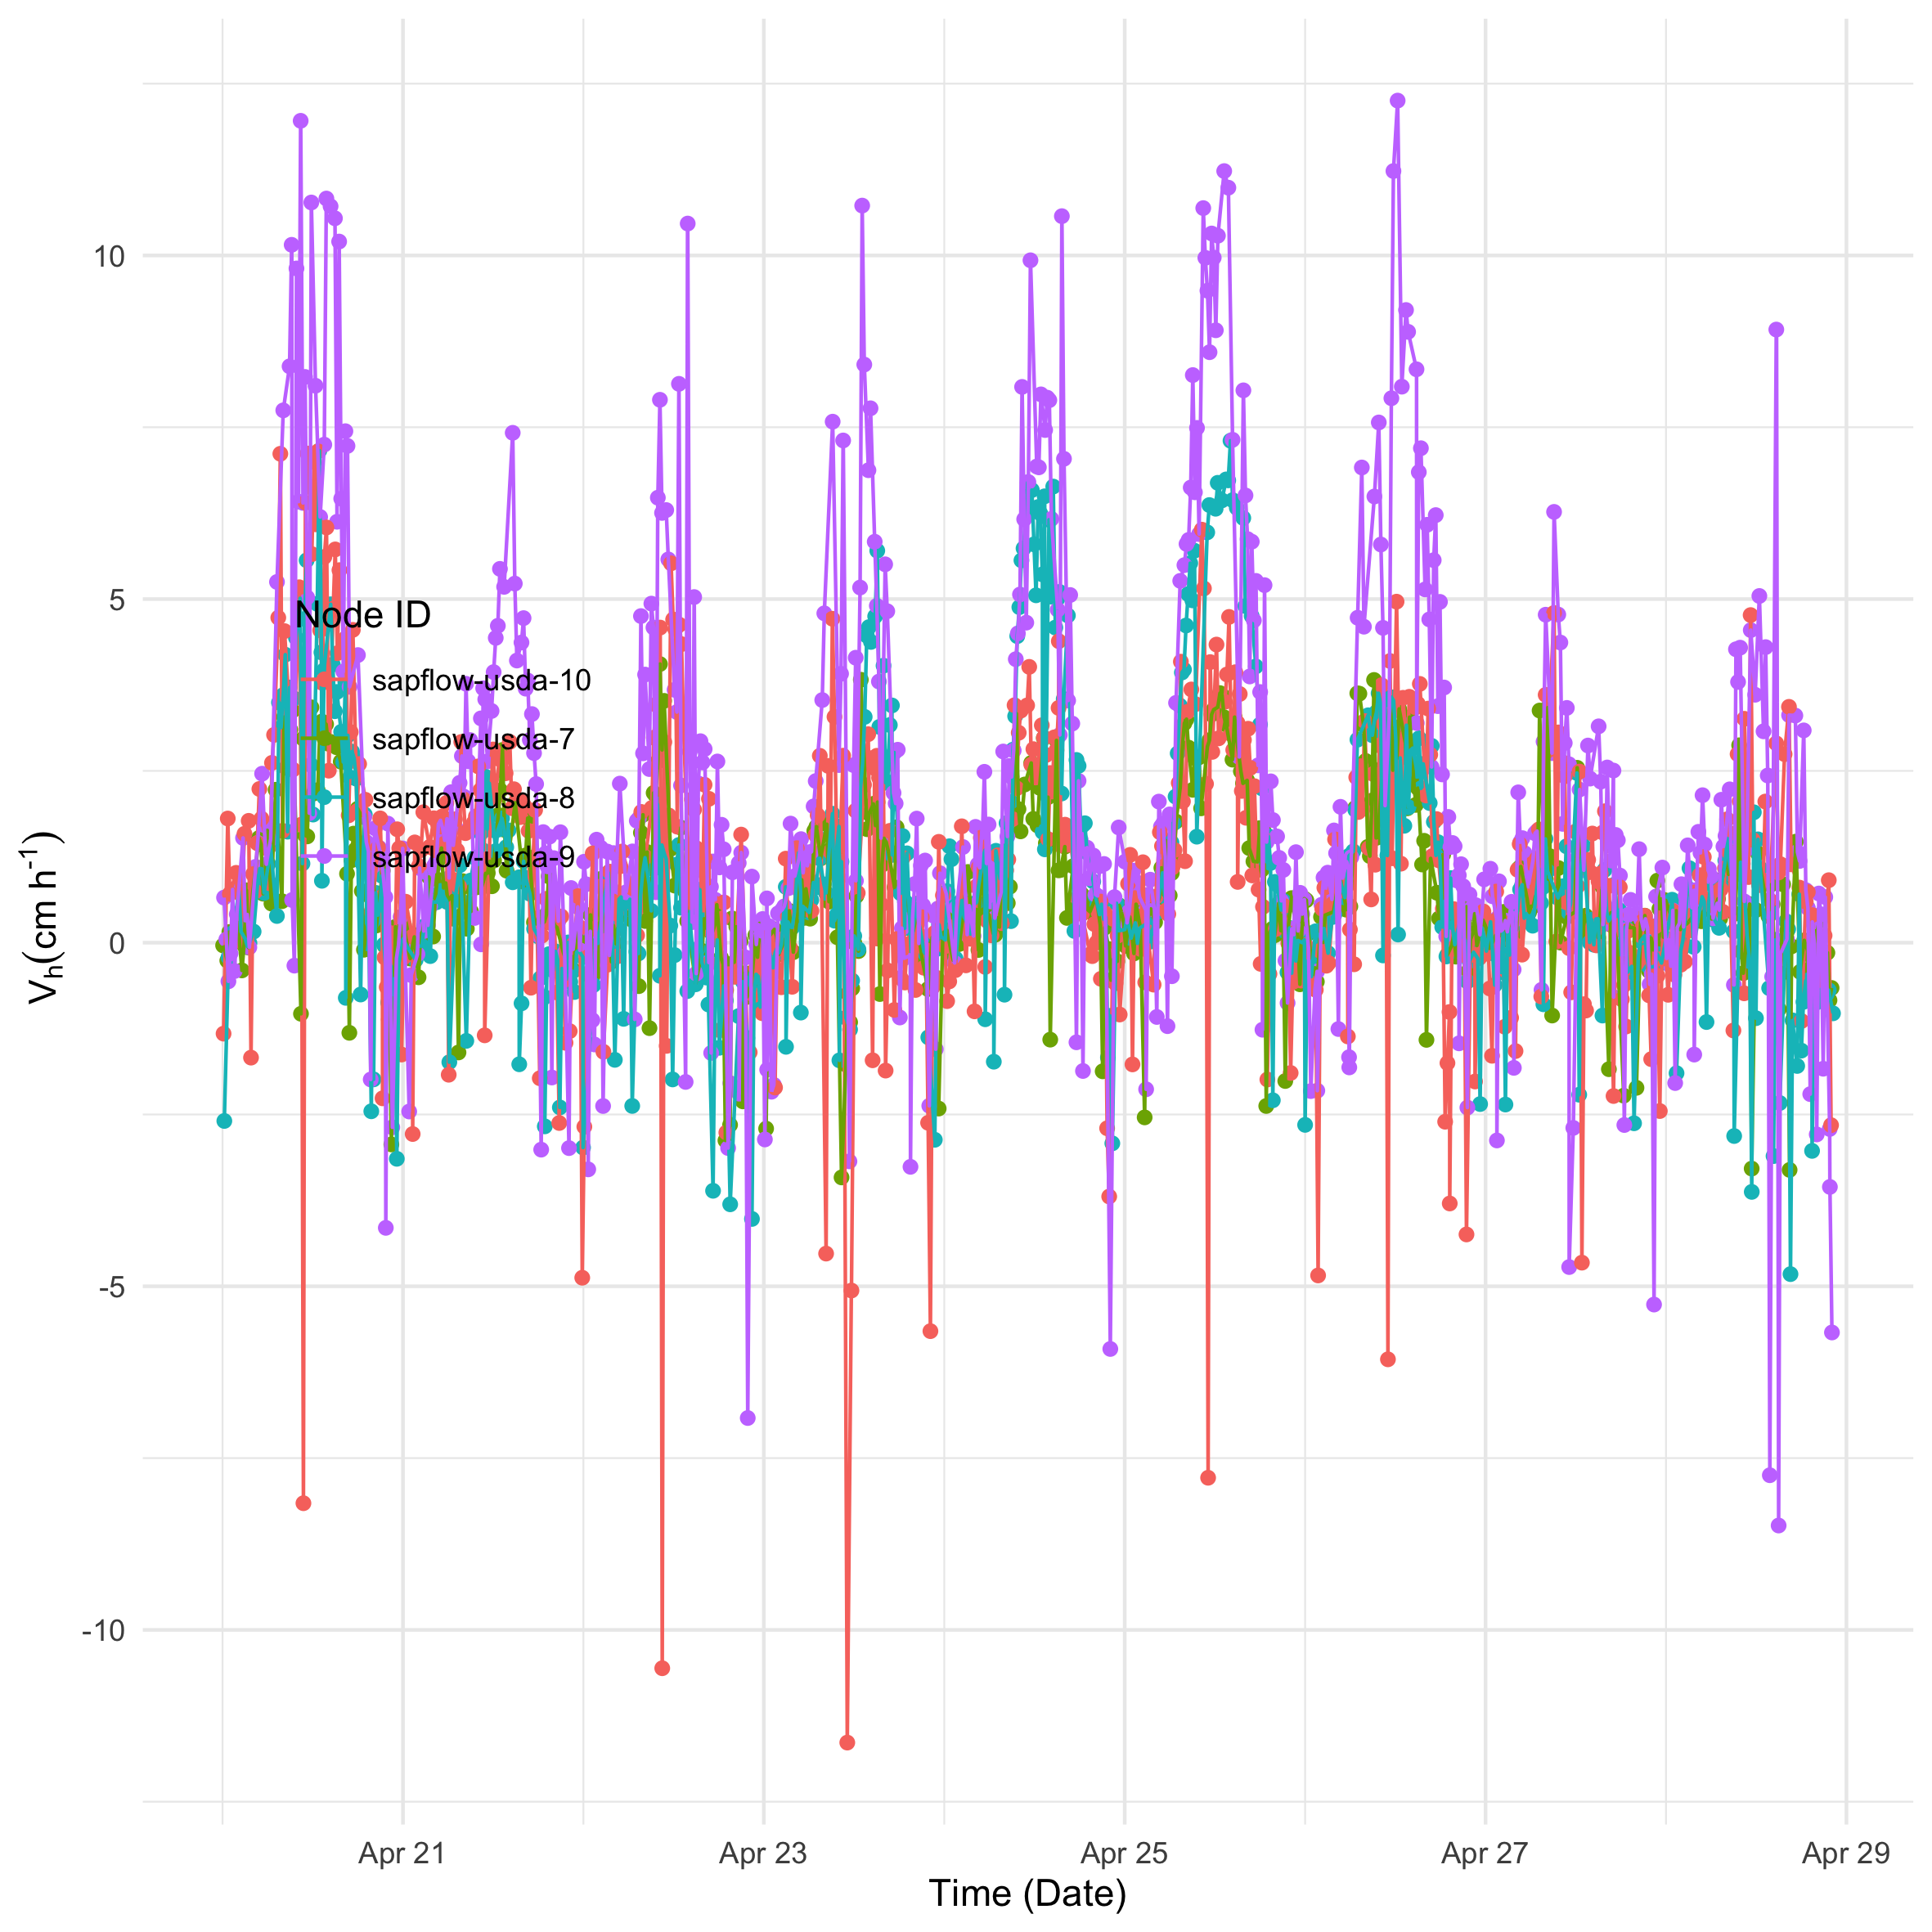 10
5
0
-5
-10
Vh(cm h-1)
Node ID
sapflow-usda-10
sapflow-usda-7
sapflow-usda-8
sapflow-usda-9
Apr 21
Apr 23
Apr 25
Apr 27
Apr 29
Time (Date)